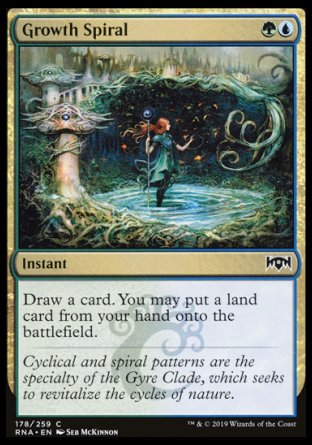 Growth Spiral
Instant
Draw a card. You may put a land
card from your hand onto the
battlefield.
Cyclical and spiral patterns are the
specialty of the Gyre Clade, which seeks
to revitalize the cycles of nature.
178/259 C
RNA • EN Seb McKinnon
™ & © 2019 Wizards of the Coast